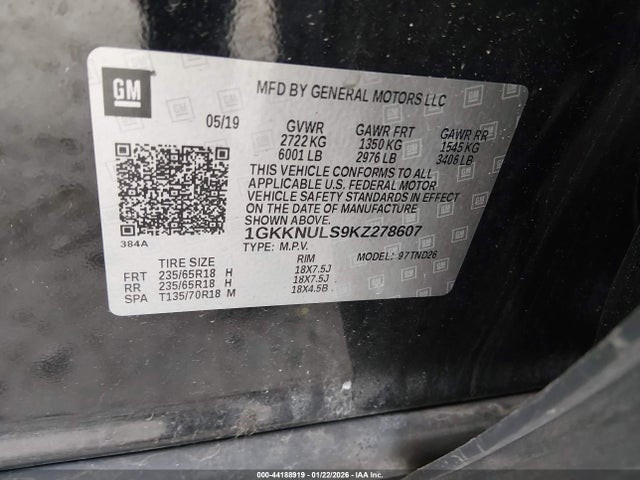 GM
MFD BY GENERAL MOTORS LLC
05/19 GVWR GAWR FRT GAWR RR
2722 KG 1350 KG 1545 KG
6001 LB 2976 LB 3406 LB
THIS VEHICLE CONFORMS TO ALL
APPLICABLE U.S. FEDERAL MOTOR
VEHICLE SAFETY STANDARDS IN EFFECT
ON THE DATE OF MANUFACTURE
SHOWN ABOVE.
1GKKNULS9KZ278607
384A
TYPE: M.P.V. MODEL: 97TND26
TIRE SIZE RIM
FRT 235/65R18 H 18X7.5J
RR 235/65R18 H 18X7.5J
SPA T135/70R18 M 18X4.5B
000-44188919 - 01/22/2026 - IAA Inc.